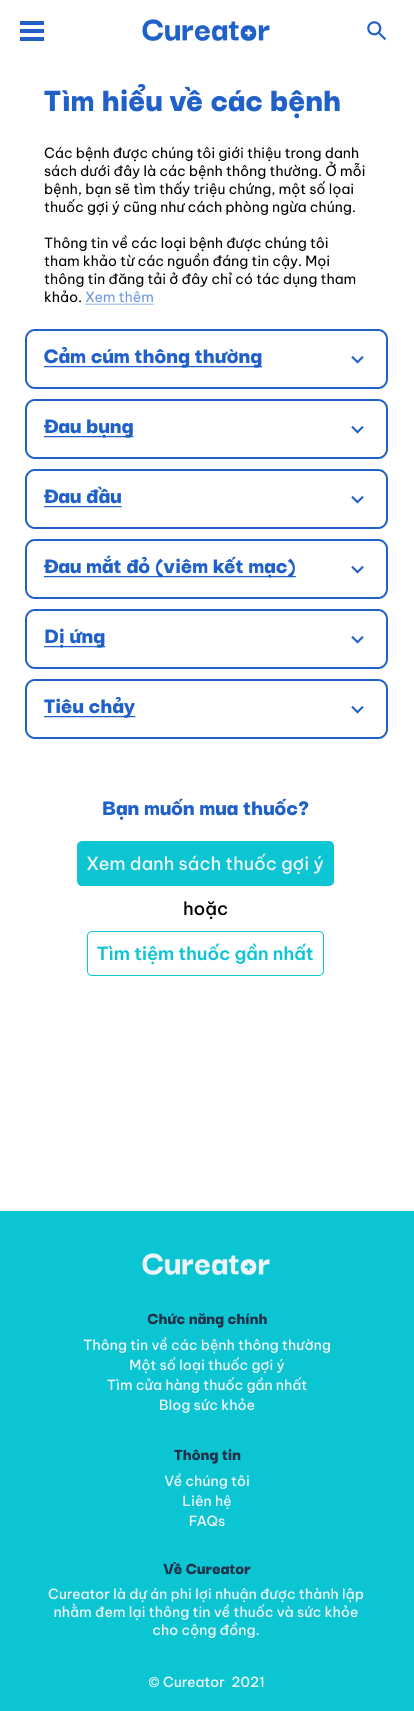 Cureator
Tìm hiểu về các bệnh
Các bệnh được chúng tôi giới thiệu trong danh
sách dưới đây là các bệnh thông thường. Ở mỗi
bệnh, bạn sẽ tìm thấy triệu chứng, một số lọai
thuốc gợi ý cũng như cách phòng ngừa chúng.
Thông tin về các loại bệnh được chúng tôi
tham khảo từ các nguồn đáng tin cậy. Mọi
thông tin đăng tải ở đây chỉ có tác dụng tham
khảo. Xem thêm
Cảm cúm thông thường
Đau bụng
Đau đầu
Đau mắt đỏ (viêm kết mạc)
Dị ứng
Tiêu chảy
Bạn muốn mua thuốc?
Xem danh sách thuốc gợi ý
hoặc
Tìm tiệm thuốc gần nhất
Cureator
Chức năng chính
Thông tin về các bệnh thông thường
Một số loại thuốc gợi ý
Tìm cửa hàng thuốc gần nhất
Blog sức khỏe
Thông tin
Về chúng tôi
Liên hệ
FAQs
Về Cureator
Cureator là dự án phi lợi nhuận được thành lập
nhằm đem lại thông tin về thuốc và sức khỏe
cho cộng đồng.
© Cureator 2021